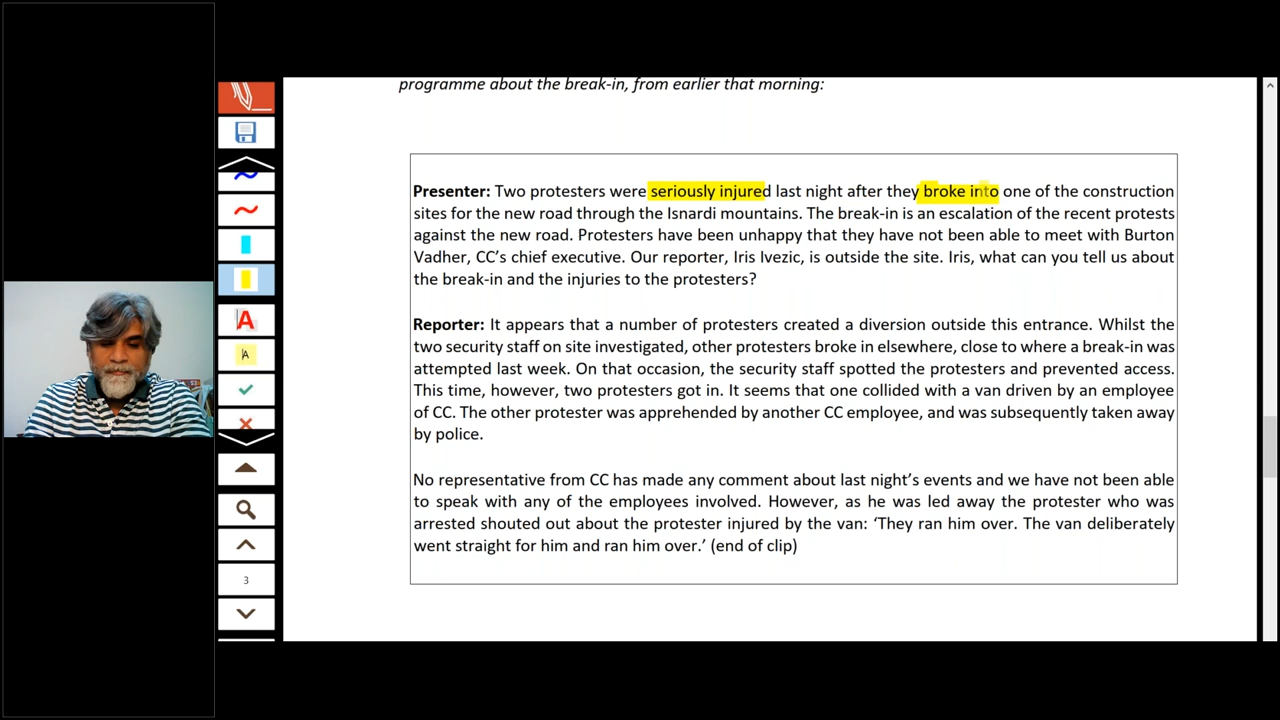 programme about the break-in, from earlier that morning:
Presenter: Two protesters were seriously injured last night after they broke into one of the construction
sites for the new road through the Isnardi mountains. The break-in is an escalation of the recent protests
against the new road. Protesters have been unhappy that they have not been able to meet with Burton
Vadher, CC’s chief executive. Our reporter, Iris Ivezic, is outside the site. Iris, what can you tell us about
the break-in and the injuries to the protesters?
Reporter: It appears that a number of protesters created a diversion outside this entrance. Whilst the
two security staff on site investigated, other protesters broke in elsewhere, close to where a break-in was
attempted last week. On that occasion, the security staff spotted the protesters and prevented access.
This time, however, two protesters got in. It seems that one collided with a van driven by an employee
of CC. The other protester was apprehended by another CC employee, and was subsequently taken away
by police.
No representative from CC has made any comment about last night’s events and we have not been able
to speak with any of the employees involved. However, as he was led away the protester who was
arrested shouted out about the protester injured by the van: ‘They ran him over. The van deliberately
went straight for him and ran him over.’ (end of clip)
A
A
3